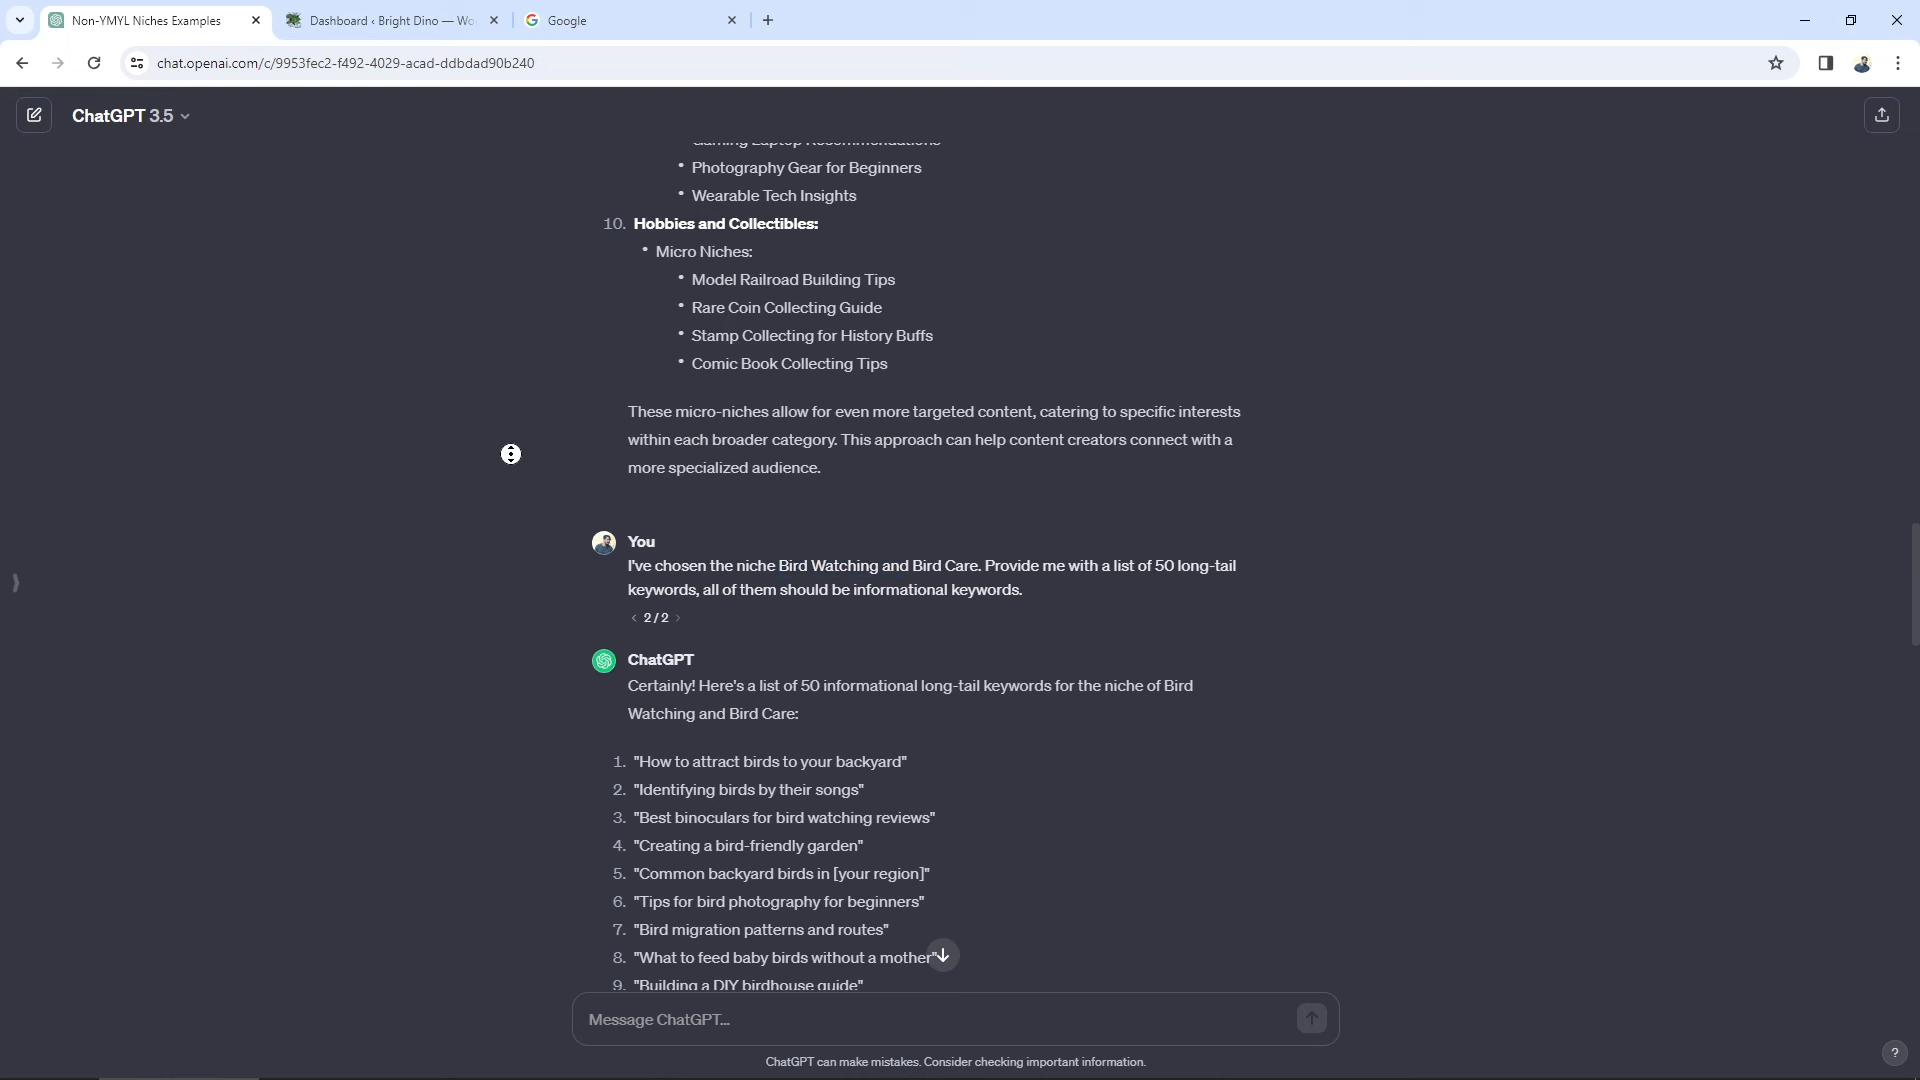 Non-YMYL Niches Examples
Dashboard ‹ Bright Dino — Wo
Google
chat.openai.com/c/9953fec2-f492-4029-acad-ddbdad90b240
ChatGPT 3.5
Gaming Laptop Recommendations
• Photography Gear for Beginners
• Wearable Tech Insights
10. Hobbies and Collectibles:
• Micro Niches:
• Model Railroad Building Tips
• Rare Coin Collecting Guide
• Stamp Collecting for History Buffs
• Comic Book Collecting Tips
These micro-niches allow for even more targeted content, catering to specific interests
within each broader category. This approach can help content creators connect with a
more specialized audience.
You
I've chosen the niche Bird Watching and Bird Care. Provide me with a list of 50 long-tail
keywords, all of them should be informational keywords.
‹ 2 / 2 ›
ChatGPT
Certainly! Here's a list of 50 informational long-tail keywords for the niche of Bird
Watching and Bird Care:
1. "How to attract birds to your backyard"
2. "Identifying birds by their songs"
3. "Best binoculars for bird watching reviews"
4. "Creating a bird-friendly garden"
5. "Common backyard birds in [your region]"
6. "Tips for bird photography for beginners"
7. "Bird migration patterns and routes"
8. "What to feed baby birds without a mother"
9. "Building a DIY birdhouse guide"
Message ChatGPT...
ChatGPT can make mistakes. Consider checking important information.
?